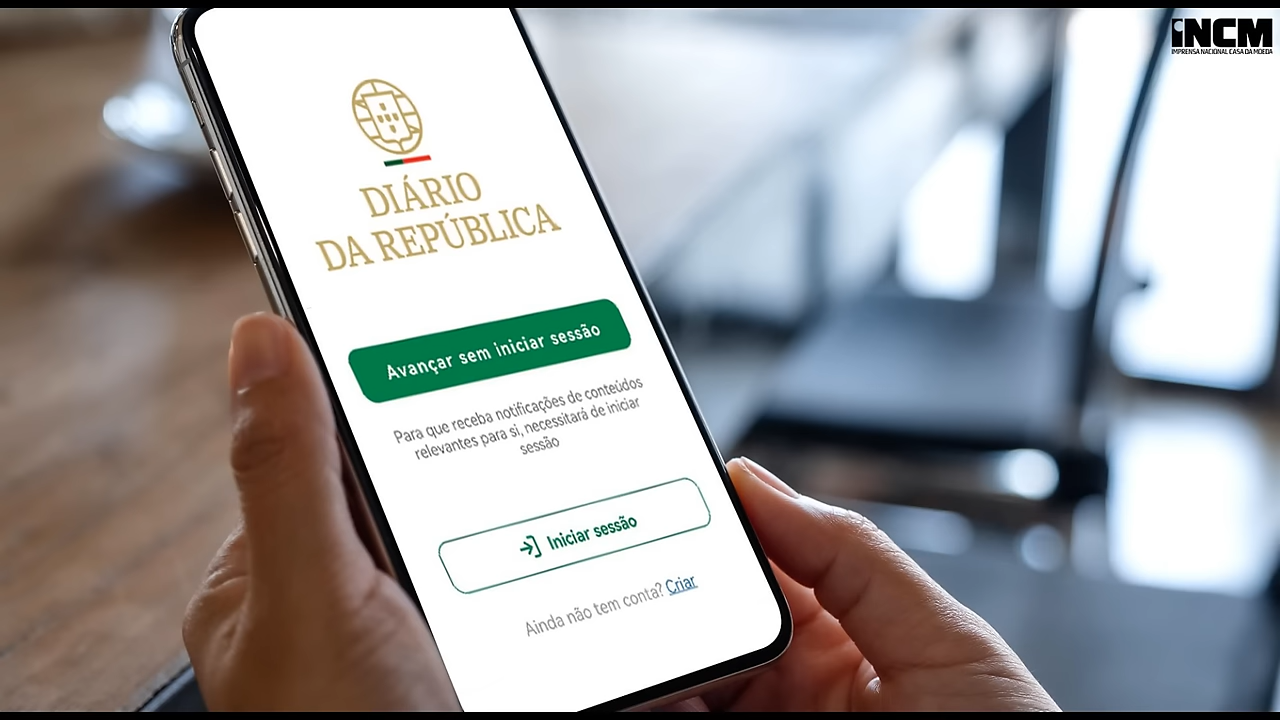 INCM
IMPRENSA NACIONAL CASA DA MOEDA
DIÁRIO
DA REPÚBLICA
Avançar sem iniciar sessão
Para que receba notificações de conteúdos
relevantes para si, necessitará de iniciar
sessão
Iniciar sessão
Ainda não tem conta? Criar